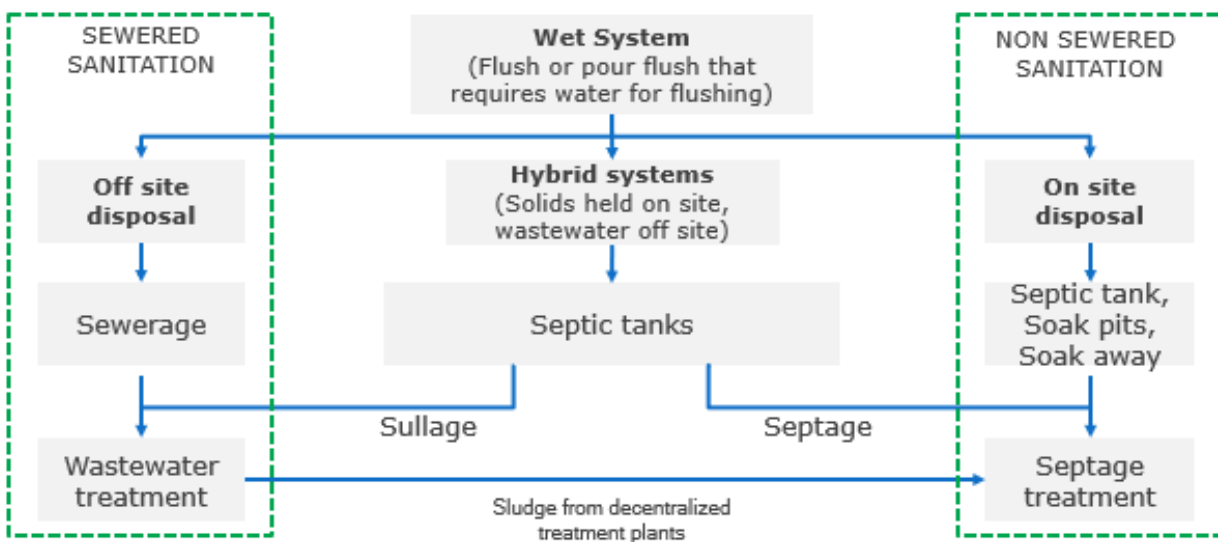 SEWERED
SANITATION
Wet System
(Flush or pour flush that
requires water for flushing)
NON SEWERED
SANITATION
Off site
disposal
Hybrid systems
(Solids held on site,
wastewater off site)
On site
disposal
Sewerage
Septic tanks
Septic tank,
Soak pits,
Soak away
Sullage
Septage
Wastewater
treatment
Sludge from decentralized
treatment plants
Septage
treatment